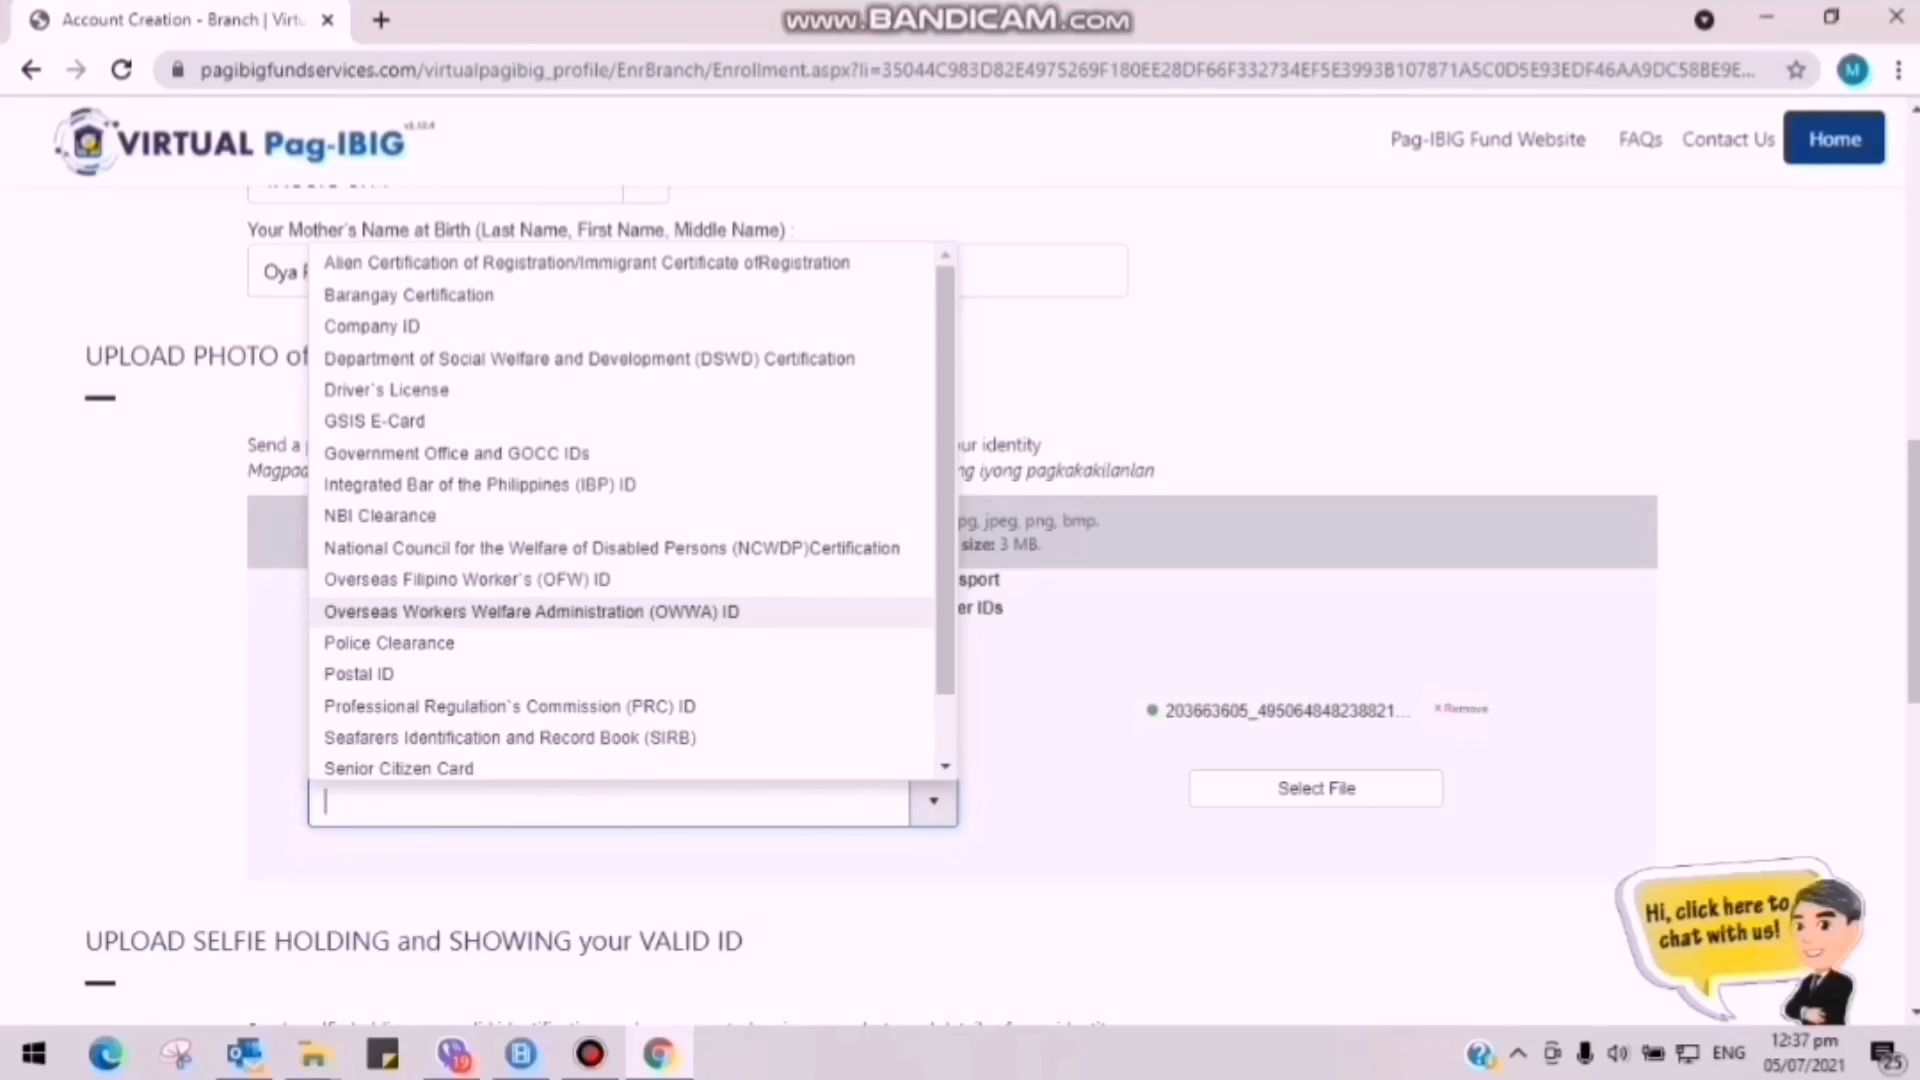 Account Creation - Branch | Virtu
www.BANDICAM.com
pagibigfundservices.com/virtualpagibig_profile/EnrBranch/Enrollment.aspx?li=35044C983D82E4975269F180EE28DF66F332734EF5E3993B107871A5C0D5E93EDF46AA9DC58BE9E...
M
VIRTUAL Pag-IBIG
Pag-IBIG Fund Website
FAQs
Contact Us
Home
Your Mother's Name at Birth (Last Name, First Name, Middle Name) :
Oya
Alien Certification of Registration/Immigrant Certificate ofRegistration
Barangay Certification
Company ID
UPLOAD PHOTO of
Department of Social Welfare and Development (DSWD) Certification
Driver`s License
GSIS E-Card
Send a
Government Office and GOCC IDs
ur identity
Magpad
ng iyong pagkakakilanlan
Integrated Bar of the Philippines (IBP) ID
NBI Clearance
pg, jpeg, png, bmp.
National Council for the Welfare of Disabled Persons (NCWDP)Certification
size: 3 MB.
Overseas Filipino Worker`s (OFW) ID
sport
Overseas Workers Welfare Administration (OWWA) ID
er IDs
Police Clearance
Postal ID
Professional Regulation`s Commission (PRC) ID
203663605_495064848238821...
x Remove
Seafarers Identification and Record Book (SIRB)
Senior Citizen Card
Select File
Hi, click here to
chat with us!
UPLOAD SELFIE HOLDING and SHOWING your VALID ID
19
ENG
12:37 pm
05/07/2021
25